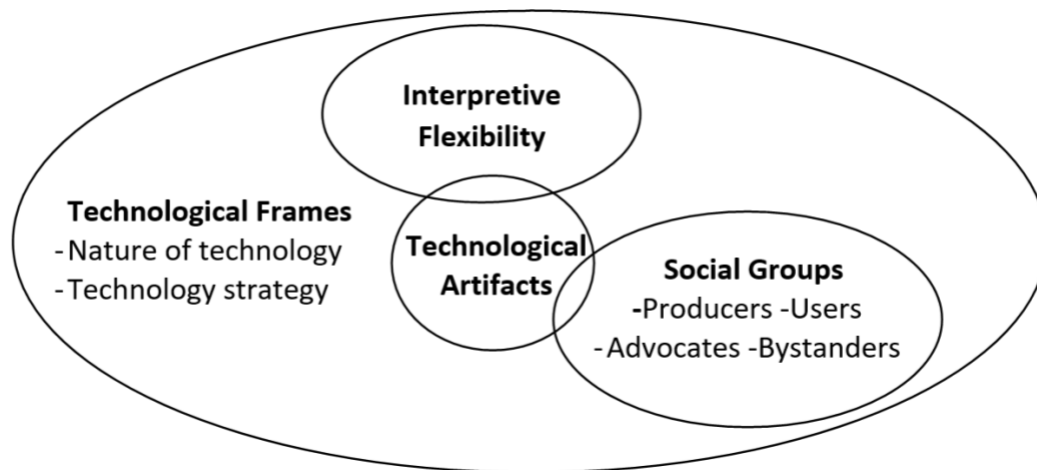 Interpretive
Flexibility
Technological Frames
-Nature of technology
-Technology strategy
Technological
Artifacts
Social Groups
-Producers -Users
-Advocates -Bystanders